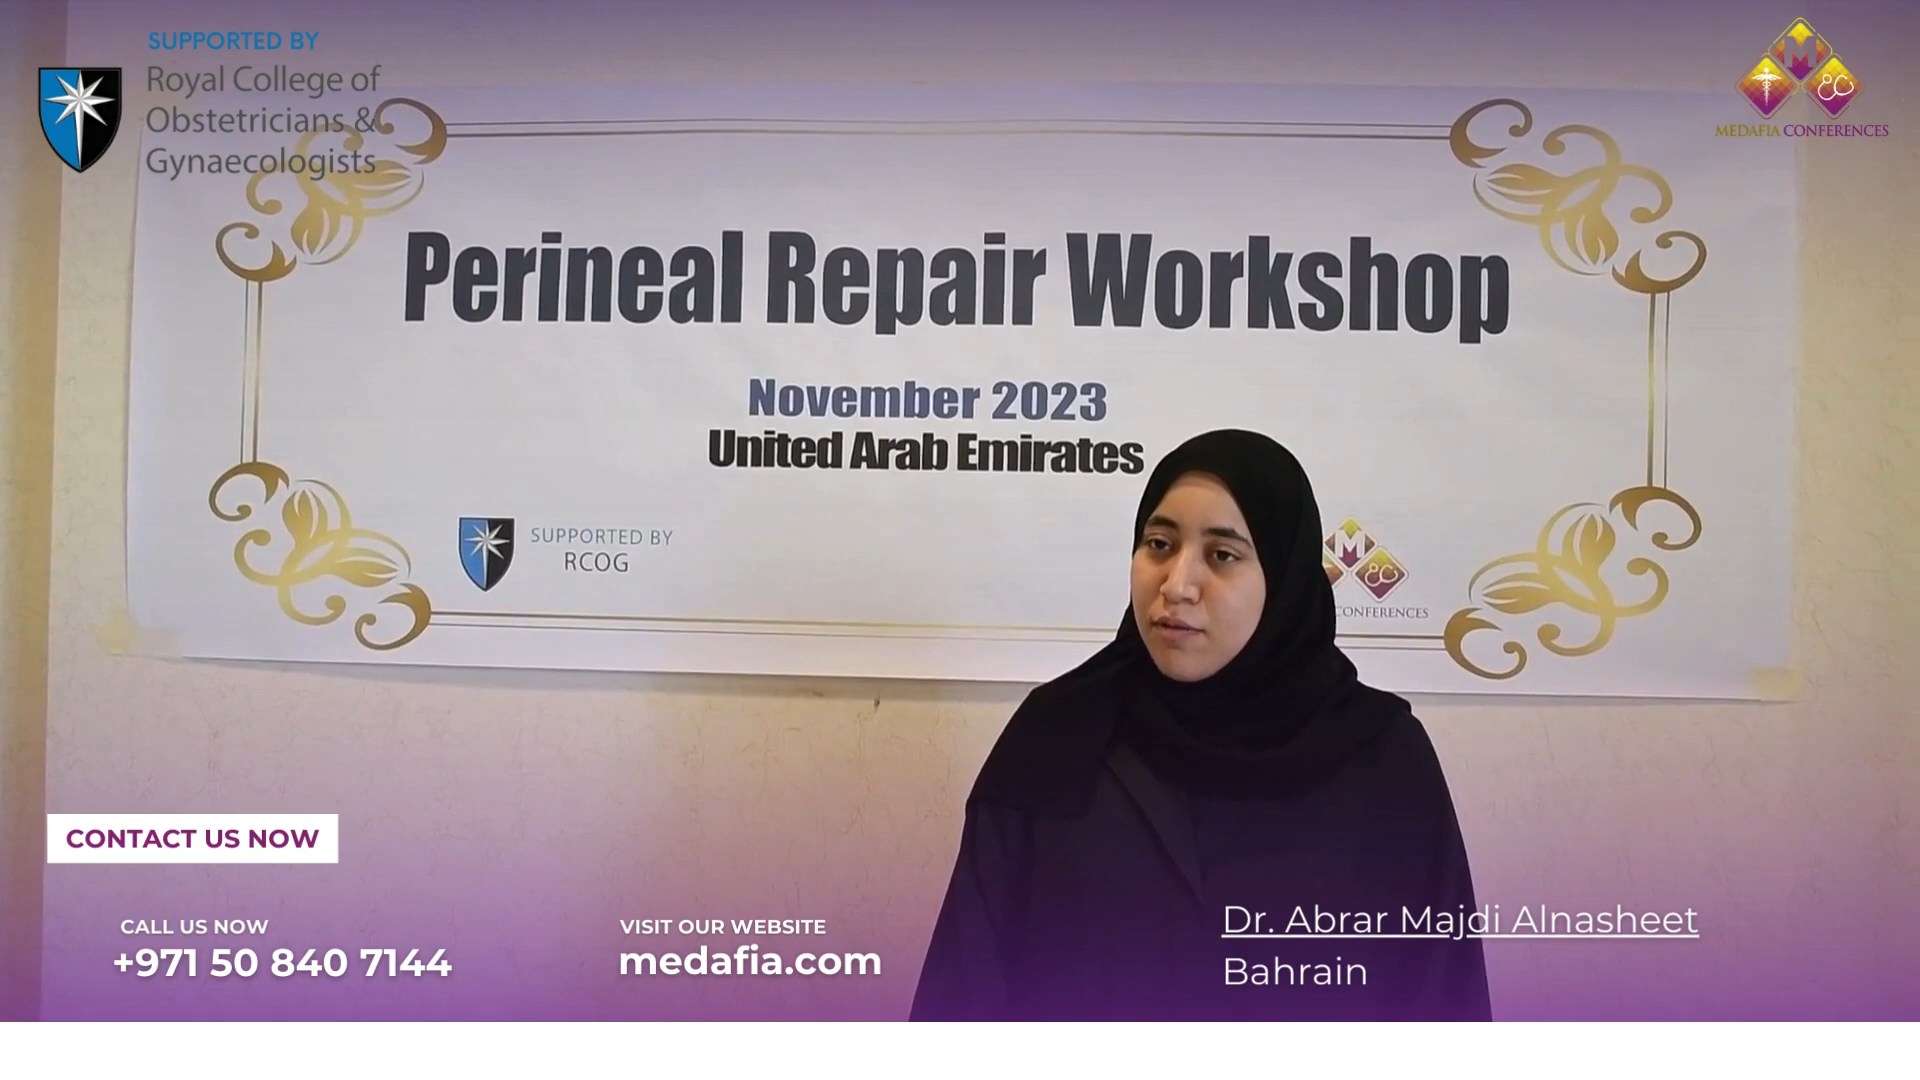 SUPPORTED BY
Royal College of
Obstetricians &
Gynaecologists
M
MEDAFIA CONFERENCES
Perineal Repair Workshop
November 2023
United Arab Emirates
SUPPORTED BY
RCOG
M
CONFERENCES
CONTACT US NOW
CALL US NOW
+971 50 840 7144
VISIT OUR WEBSITE
medafia.com
Dr. Abrar Majdi Alnasheet
Bahrain